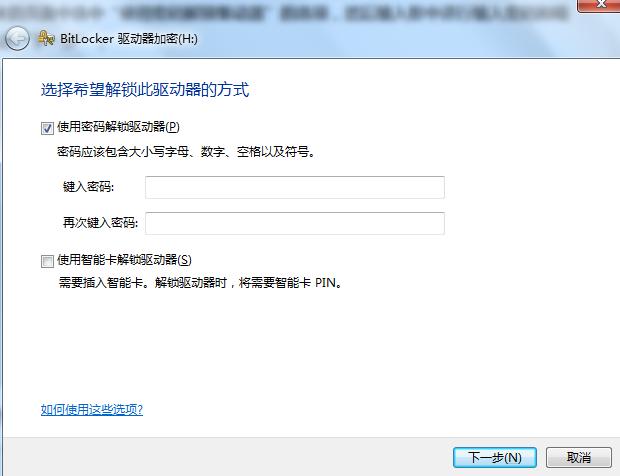 BitLocker 驱动器加密(H:)
选择希望解锁此驱动器的方式
使用密码解锁驱动器(P)
密码应该包含大小写字母、数字、空格以及符号。
键入密码:
再次键入密码:
使用智能卡解锁驱动器(S)
需要插入智能卡。解锁驱动器时，将需要智能卡 PIN。
如何使用这些选项?
下一步(N)
取消